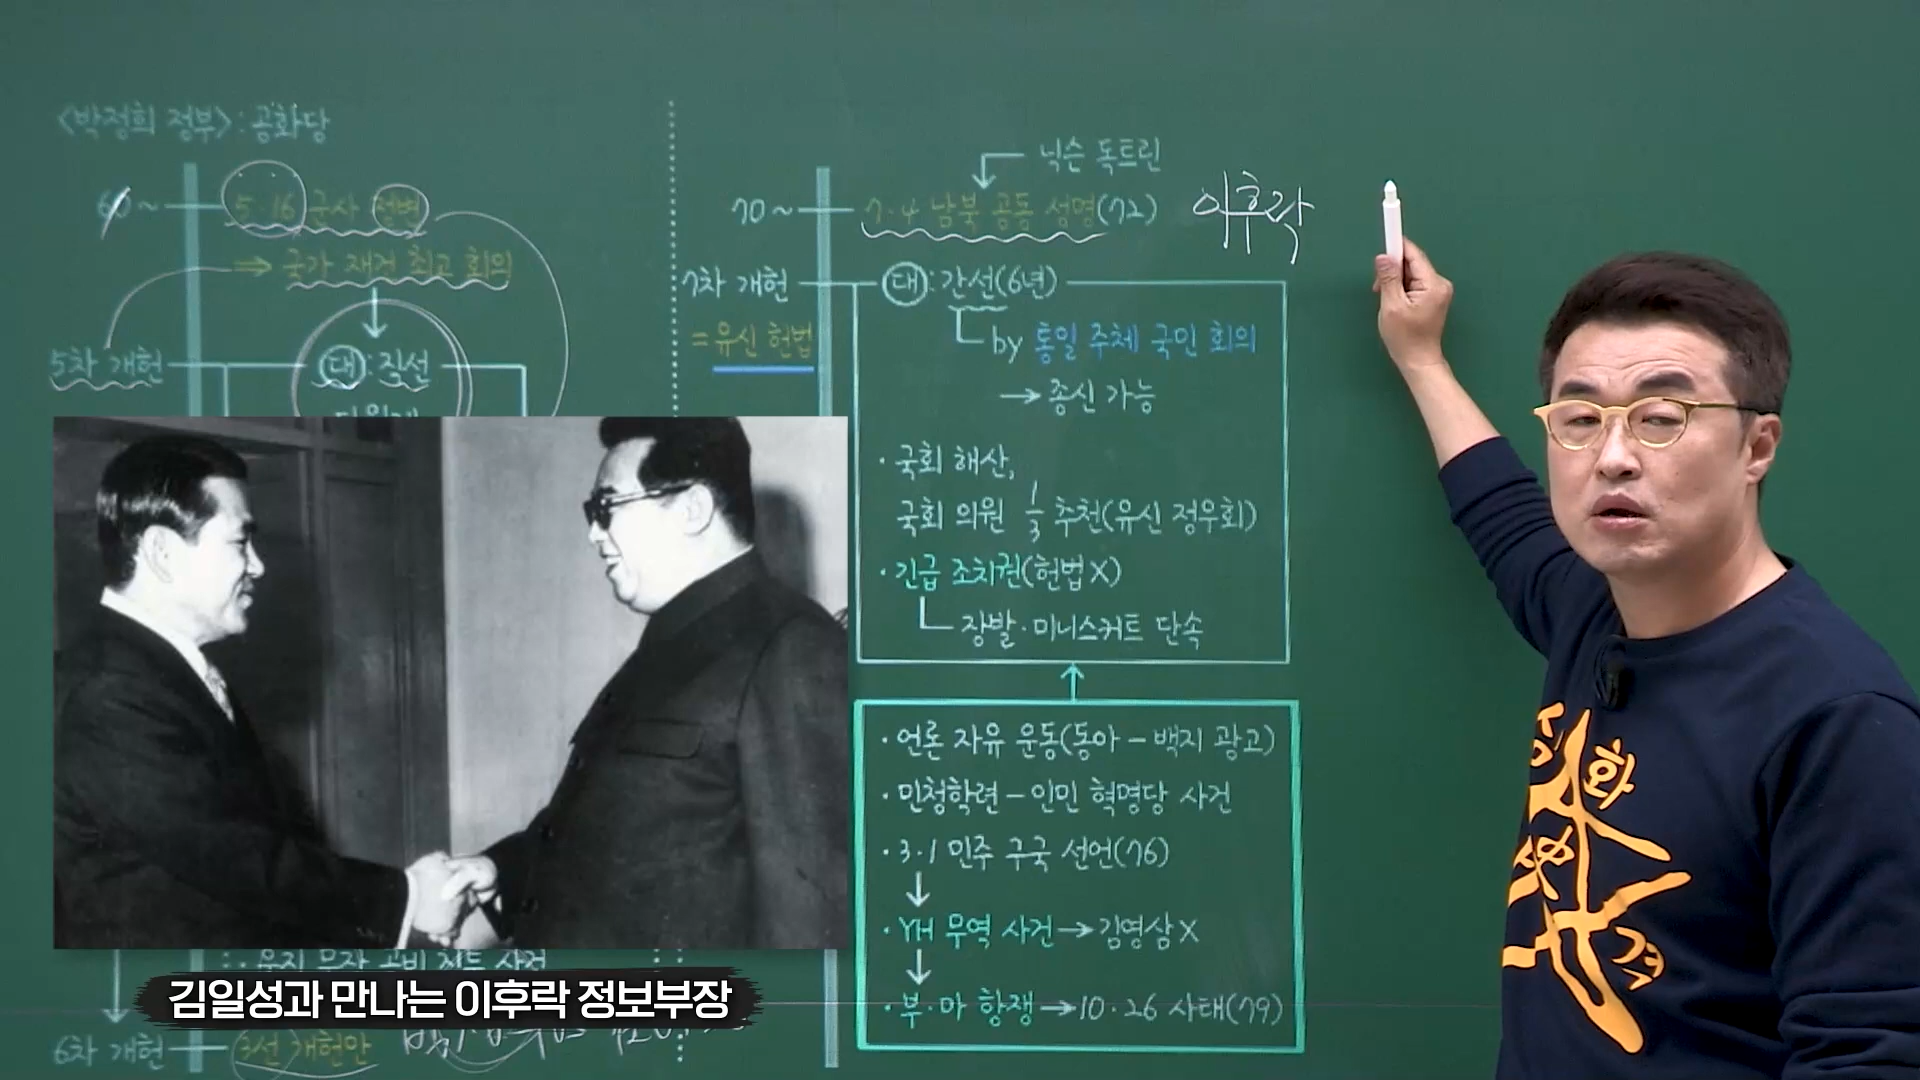 <박정희 정부> : 공화당
60~
5·16 군사 정변
⇒ 국가 재건 최고 회의
5차 개헌
대 : 직선
6차 개헌
3선 개헌안
닉슨 독트린
70~
7·4 남북 공동 성명(72)
이후락
7차 개헌
= 유신 헌법
대 : 간선(6년)
by 통일 주체 국민 회의
→ 종신 가능
· 국회 해산,
국회 의원 1/3 추천(유신 정우회)
· 긴급 조치권(헌법X)
장발·미니스커트 단속
· 언론 자유 운동(동아 - 백지 광고)
· 민청학련 - 인민 혁명당 사건
· 3·1 민주 구국 선언(76)
· YH 무역 사건 → 김영삼 X
· 부·마 항쟁 → 10·26 사태(79)
김일성과 만나는 이후락 정보부장